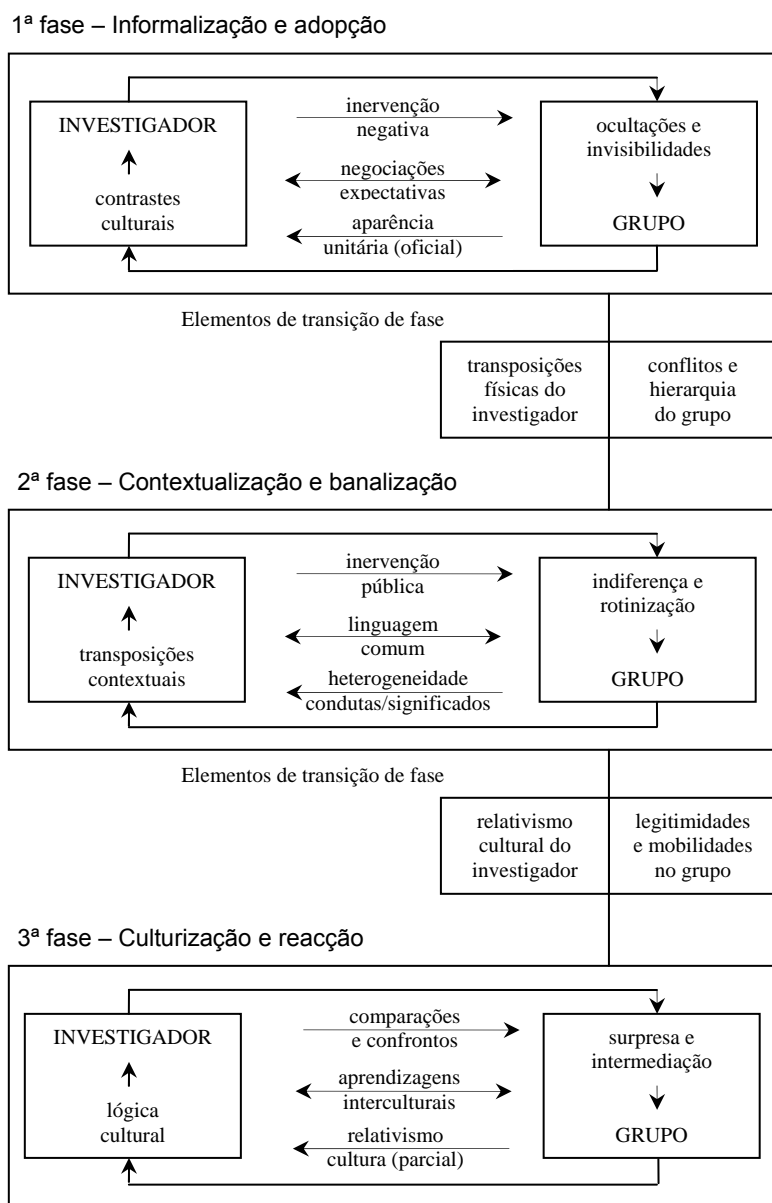 1ª fase – Informalização e adopção
INVESTIGADOR
contrastes
culturais
inervenção
negativa
negociações
expectativas
aparência
unitária (oficial)
ocultações e
invisibilidades
GRUPO
Elementos de transição de fase
transposições
físicas do
investigador
conflitos e
hierarquia
do grupo
2ª fase – Contextualização e banalização
INVESTIGADOR
transposições
contextuais
inervenção
pública
linguagem
comum
heterogeneidade
condutas/significados
indiferença e
rotinização
GRUPO
Elementos de transição de fase
relativismo
cultural do
investigador
legitimidades
e mobilidades
no grupo
3ª fase – Culturização e reacção
INVESTIGADOR
lógica
cultural
comparações
e confrontos
aprendizagens
interculturais
relativismo
cultura (parcial)
surpresa e
intermediação
GRUPO